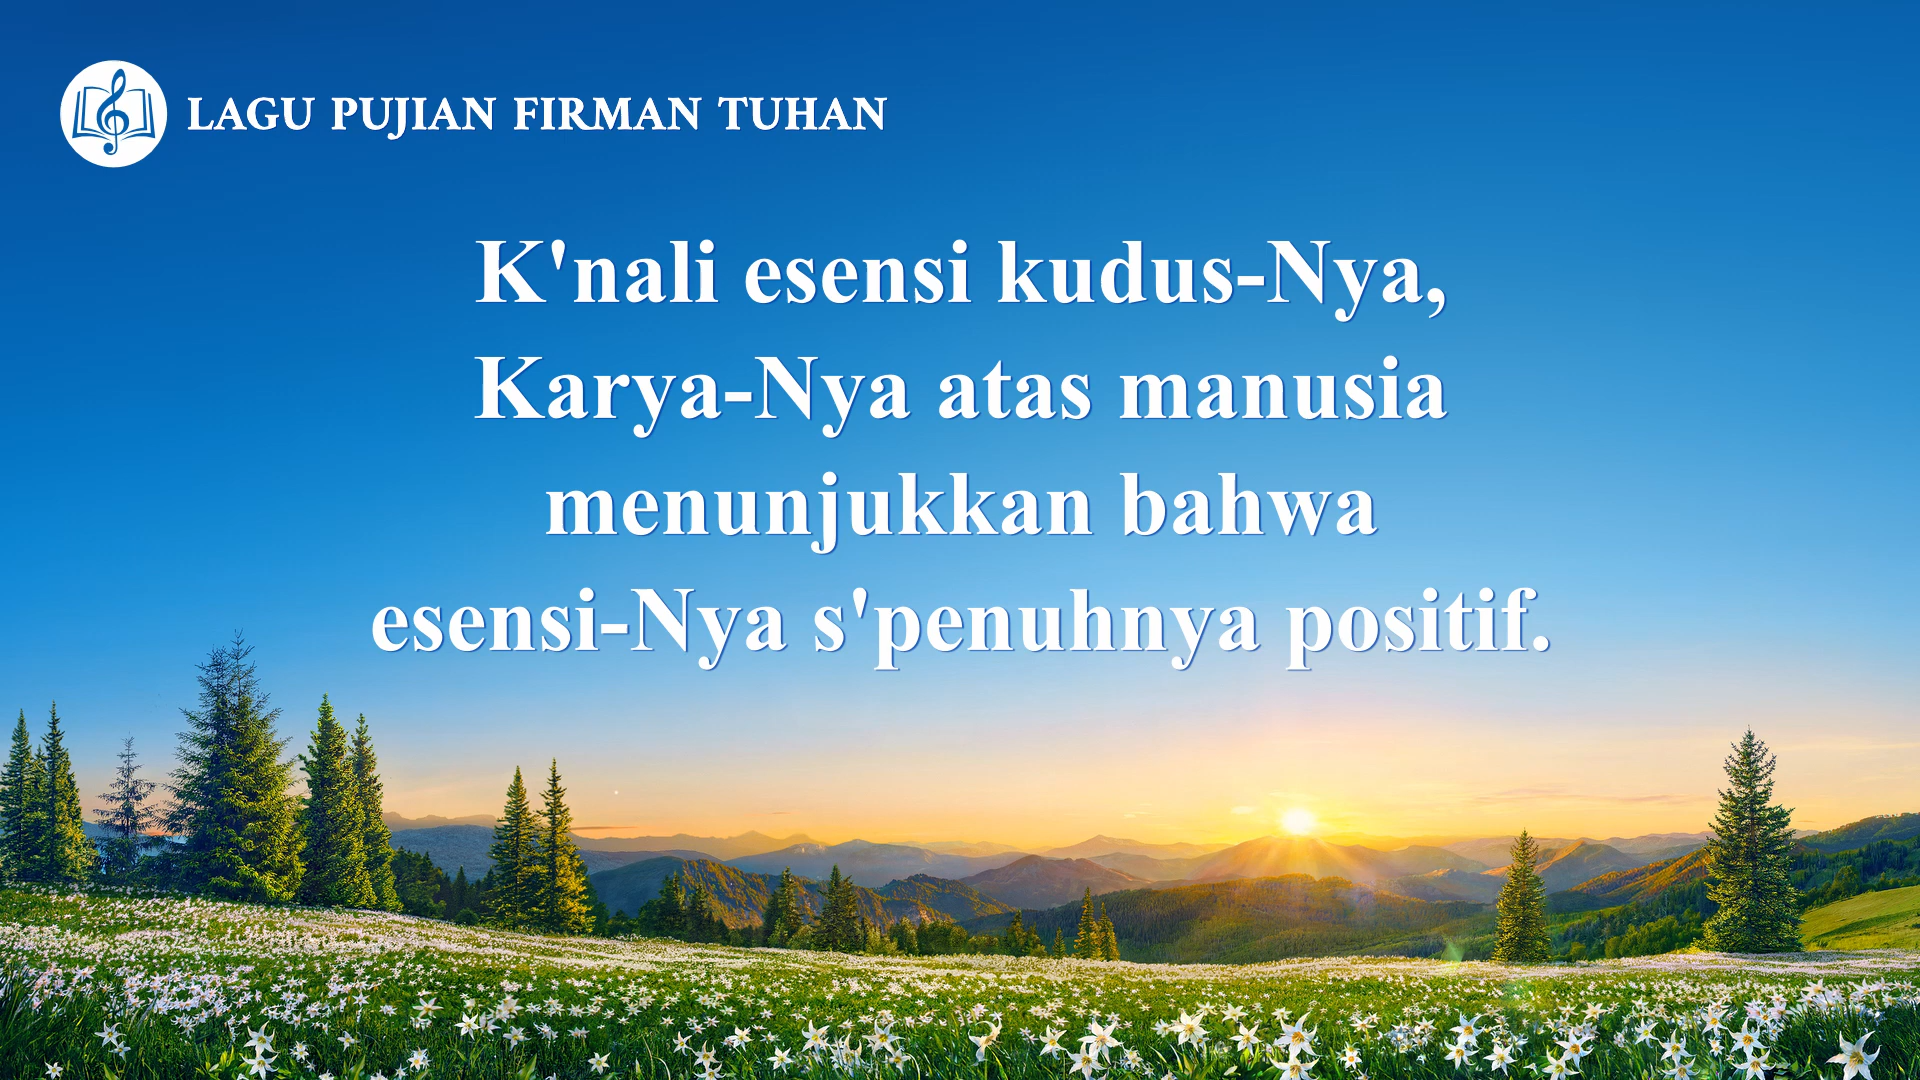 LAGU PUJIAN FIRMAN TUHAN
K'nali esensi kudus-Nya,
Karya-Nya atas manusia
menunjukkan bahwa
esensi-Nya s'penuhnya positif.